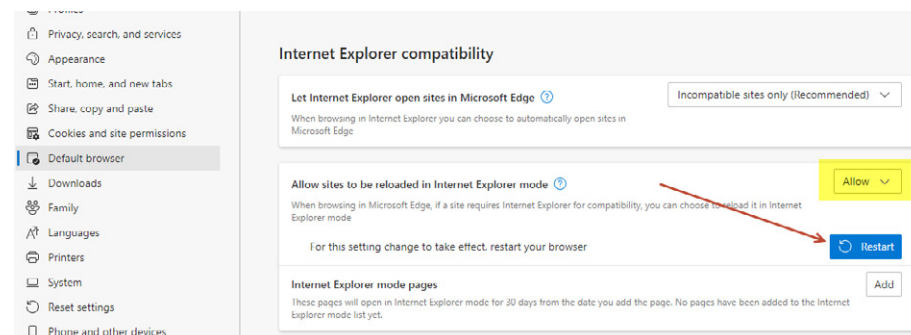 Profiles
Privacy, search, and services
Appearance
Start, home, and new tabs
Share, copy and paste
Cookies and site permissions
Default browser
Downloads
Family
Languages
Printers
System
Reset settings
Phone and other devices
Internet Explorer compatibility
Let Internet Explorer open sites in Microsoft Edge
Incompatible sites only (Recommended)
When browsing in Internet Explorer you can choose to automatically open sites in
Microsoft Edge
Allow sites to be reloaded in Internet Explorer mode
Allow
When browsing in Microsoft Edge, if a site requires Internet Explorer for compatibility, you can choose to reload it in Internet
Explorer mode
For this setting change to take effect, restart your browser
Restart
Internet Explorer mode pages
Add
These pages will open in Internet Explorer mode for 30 days from the date you add the page. No pages have been added to the Internet
Explorer mode list yet.